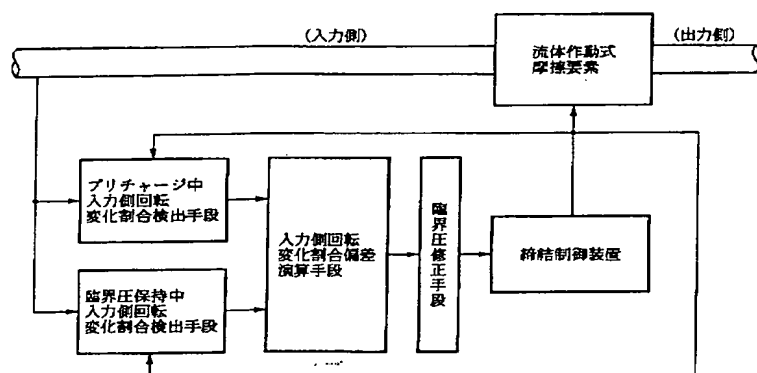 (入力側)
(出力側)
流体作動式
摩擦要素
プリチャージ中
入力側回転
変化割合検出手段
臨界圧保持中
入力側回転
変化割合検出手段
入力側回転
変化割合偏差
演算手段
臨界圧修正手段
締結制御装置